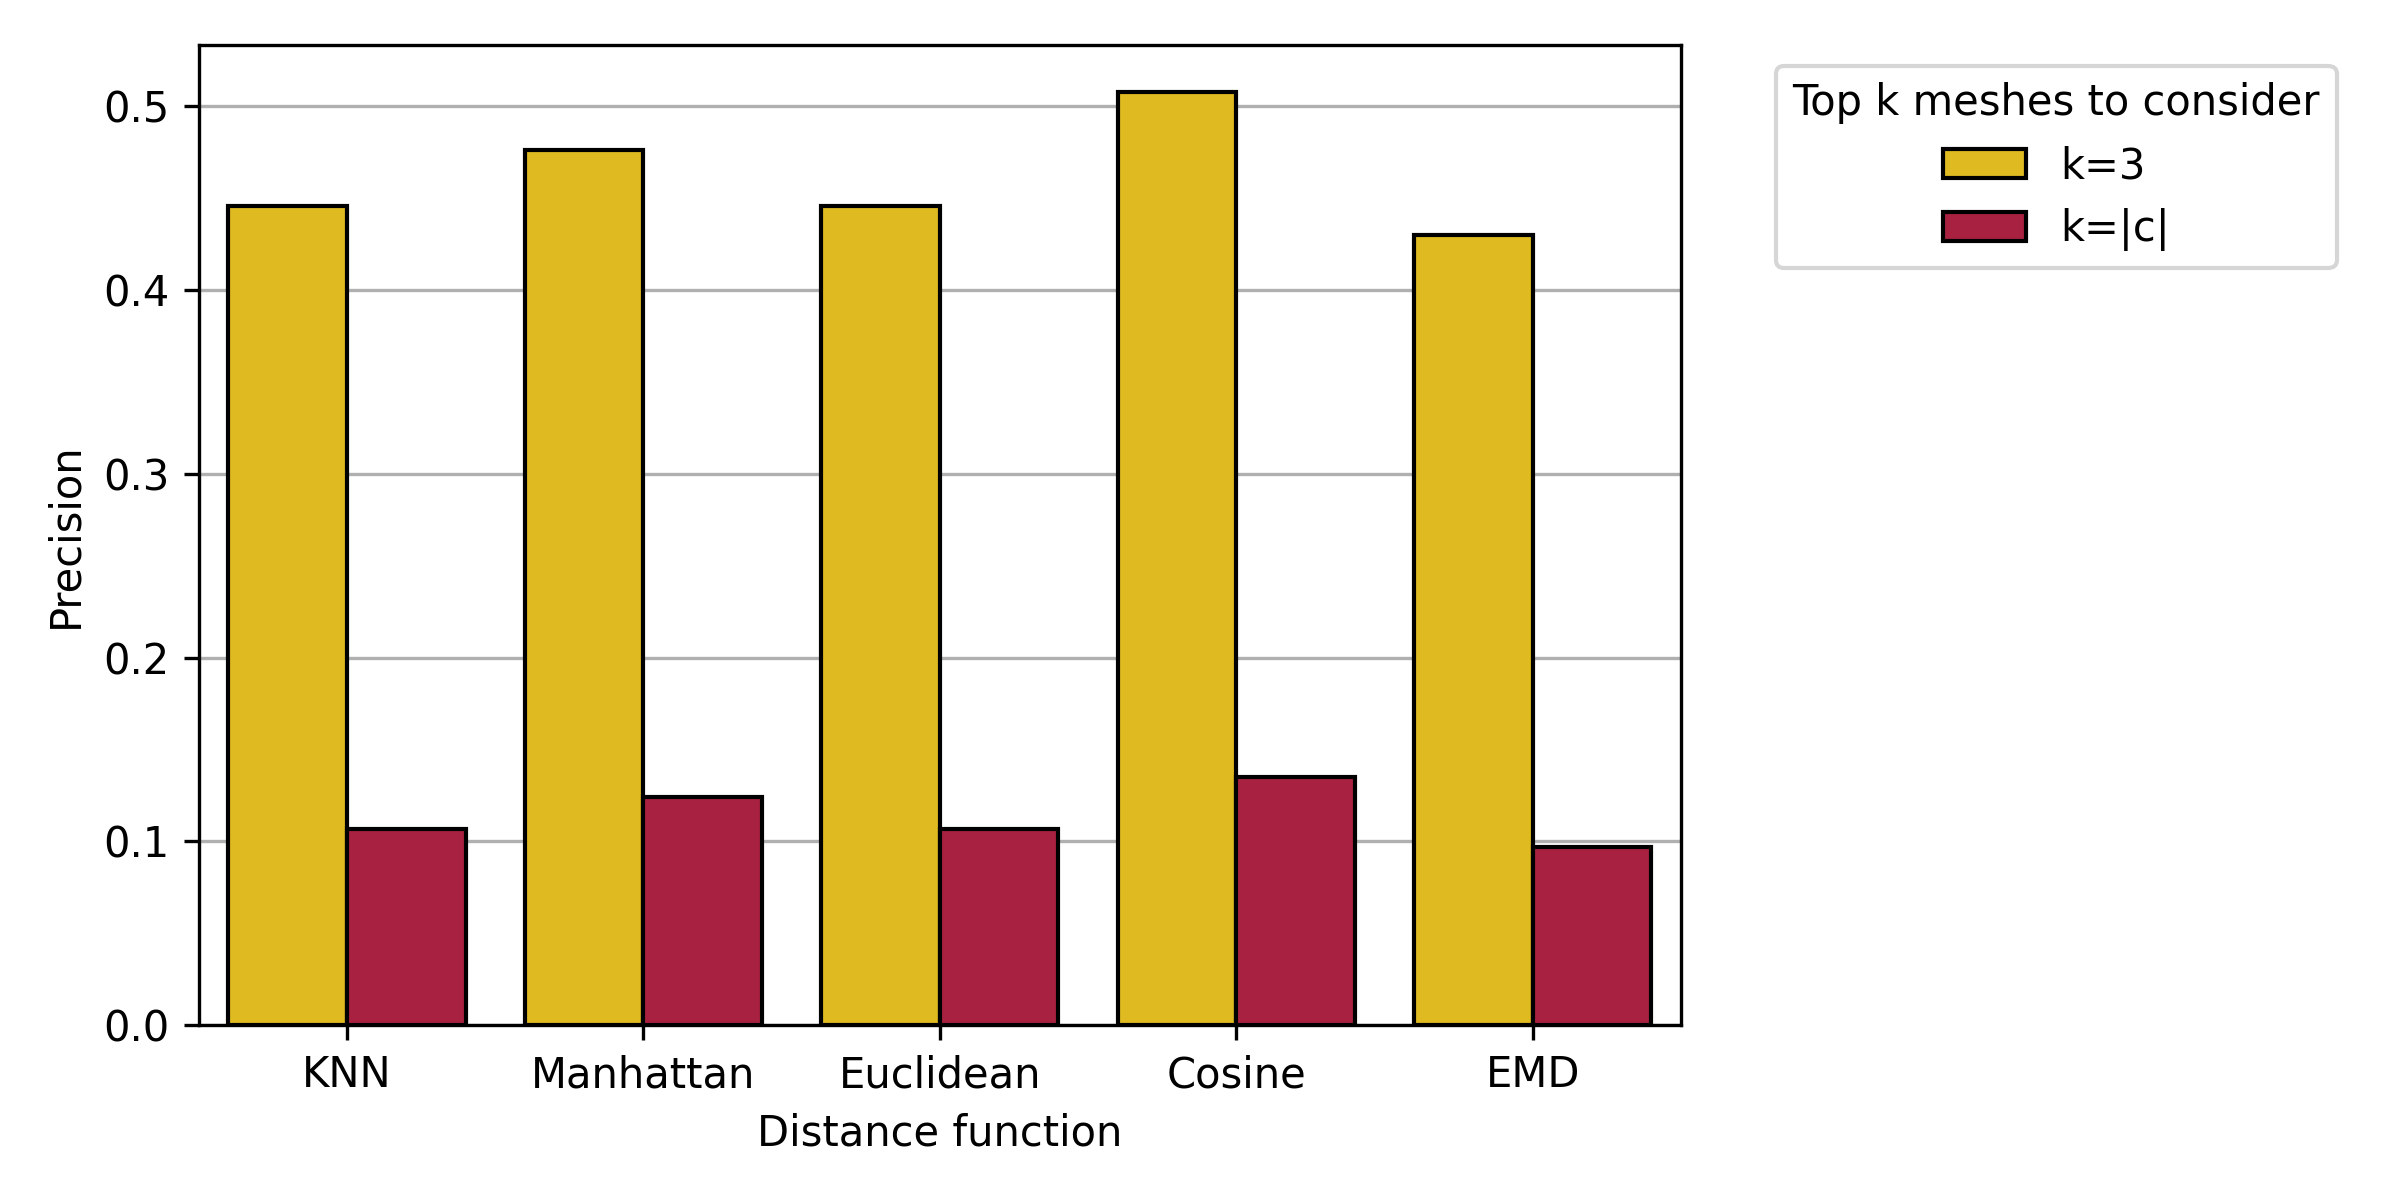 Top k meshes to consider
k=3
k=|c|
Precision
0.5
0.4
0.3
0.2
0.1
0.0
KNN Manhattan Euclidean Cosine EMD
Distance function